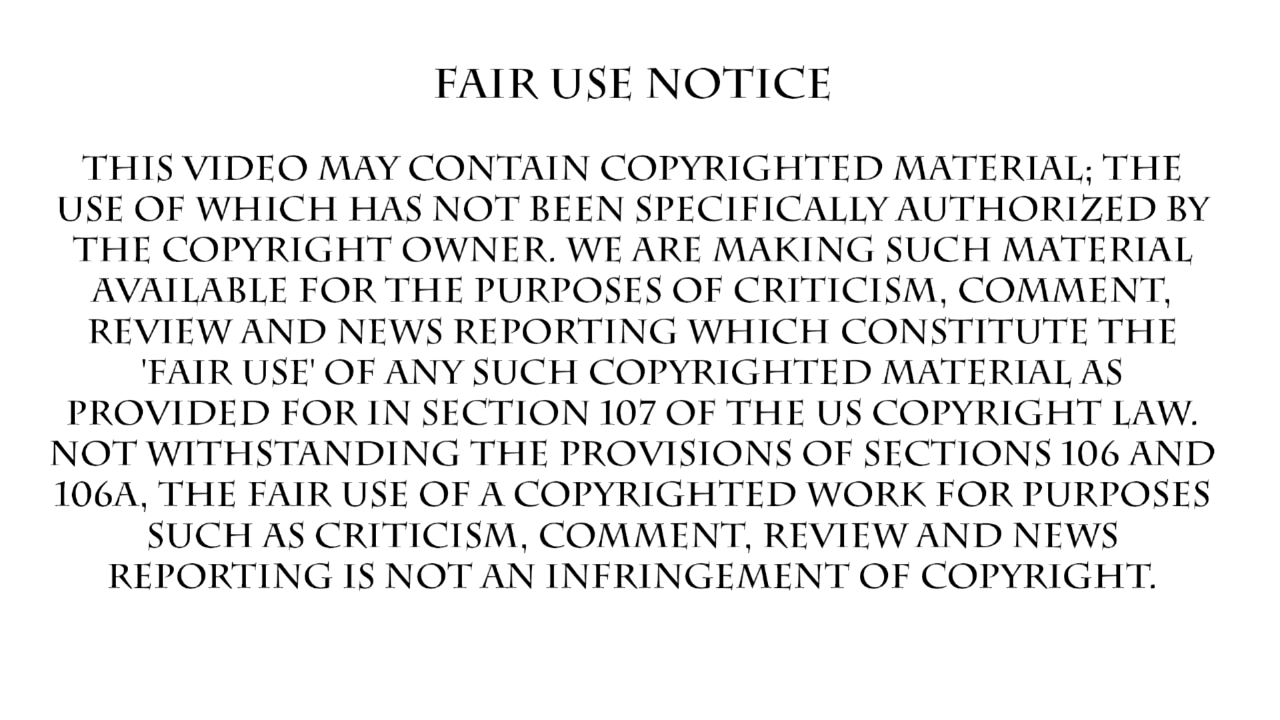 FAIR USE NOTICE
THIS VIDEO MAY CONTAIN COPYRIGHTED MATERIAL; THE
USE OF WHICH HAS NOT BEEN SPECIFICALLY AUTHORIZED BY
THE COPYRIGHT OWNER. WE ARE MAKING SUCH MATERIAL
AVAILABLE FOR THE PURPOSES OF CRITICISM, COMMENT,
REVIEW AND NEWS REPORTING WHICH CONSTITUTE THE
'FAIR USE' OF ANY SUCH COPYRIGHTED MATERIAL AS
PROVIDED FOR IN SECTION 107 OF THE US COPYRIGHT LAW.
NOT WITHSTANDING THE PROVISIONS OF SECTIONS 106 AND
106A, THE FAIR USE OF A COPYRIGHTED WORK FOR PURPOSES
SUCH AS CRITICISM, COMMENT, REVIEW AND NEWS
REPORTING IS NOT AN INFRINGEMENT OF COPYRIGHT.